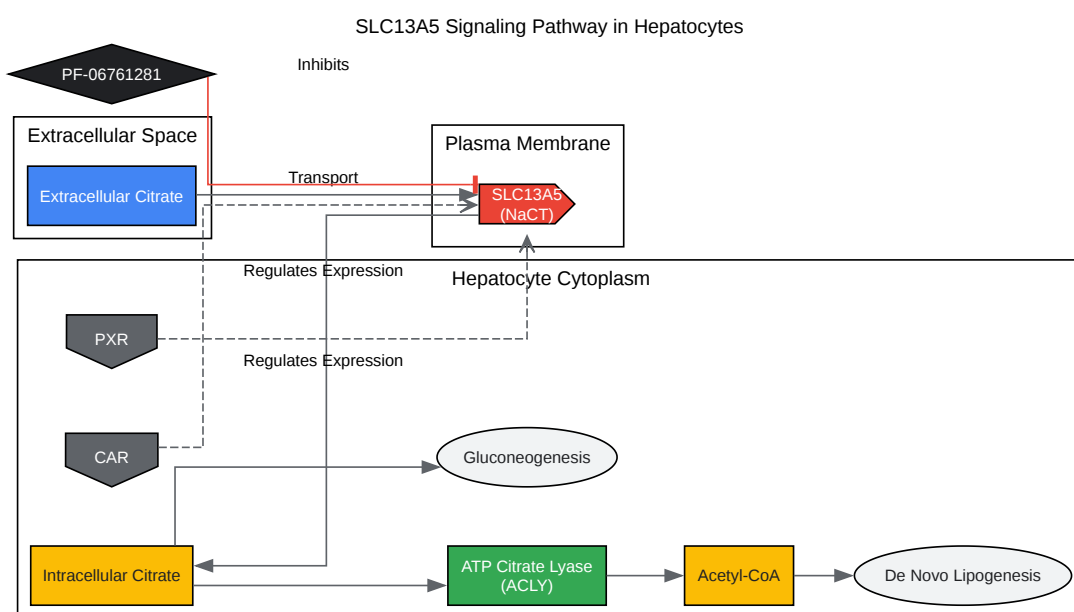 SLC13A5 Signaling Pathway in Hepatocytes
PF-06761281
Inhibits
Extracellular Space
Plasma Membrane
Extracellular Citrate
Transport
SLC13A5
(NaCT)
Regulates Expression
Hepatocyte Cytoplasm
PXR
Regulates Expression
CAR
Gluconeogenesis
Intracellular Citrate
ATP Citrate Lyase
(ACLY)
Acetyl-CoA
De Novo Lipogenesis